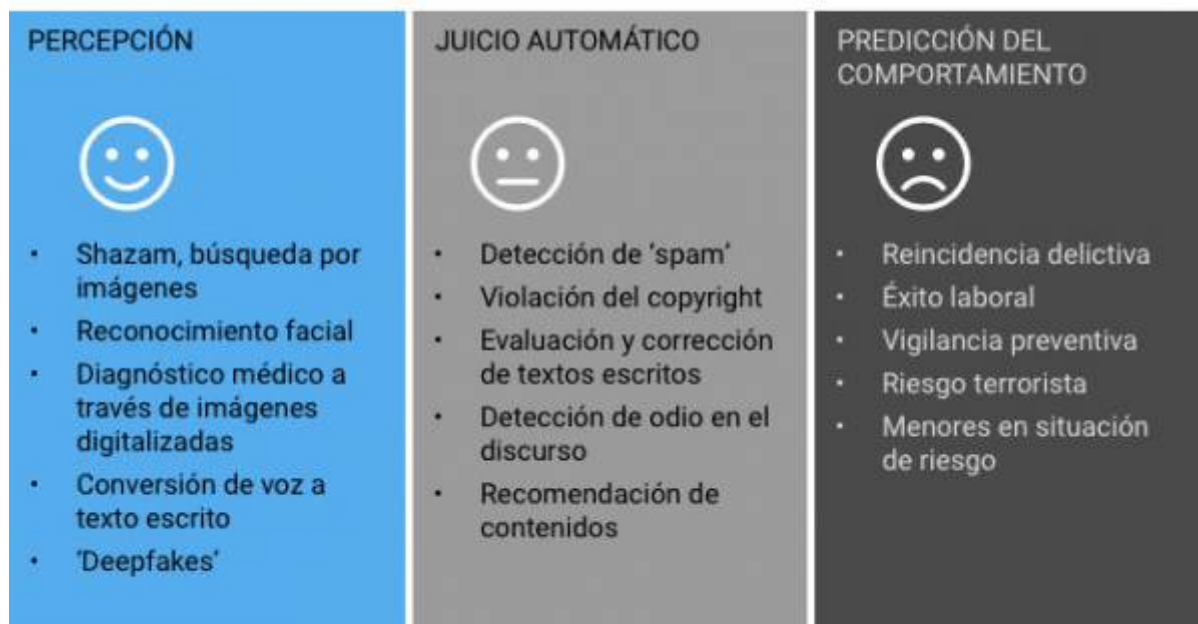 PERCEPCIÓN
• Shazam, búsqueda por
imágenes
• Reconocimiento facial
• Diagnóstico médico a
través de imágenes
digitalizadas
• Conversión de voz a
texto escrito
• ‘Deepfakes’
JUICIO AUTOMÁTICO
• Detección de ‘spam’
• Violación del copyright
• Evaluación y corrección
de textos escritos
• Detección de odio en el
discurso
• Recomendación de
contenidos
PREDICCIÓN DEL
COMPORTAMIENTO
• Reincidencia delictiva
• Éxito laboral
• Vigilancia preventiva
• Riesgo terrorista
• Menores en situación
de riesgo